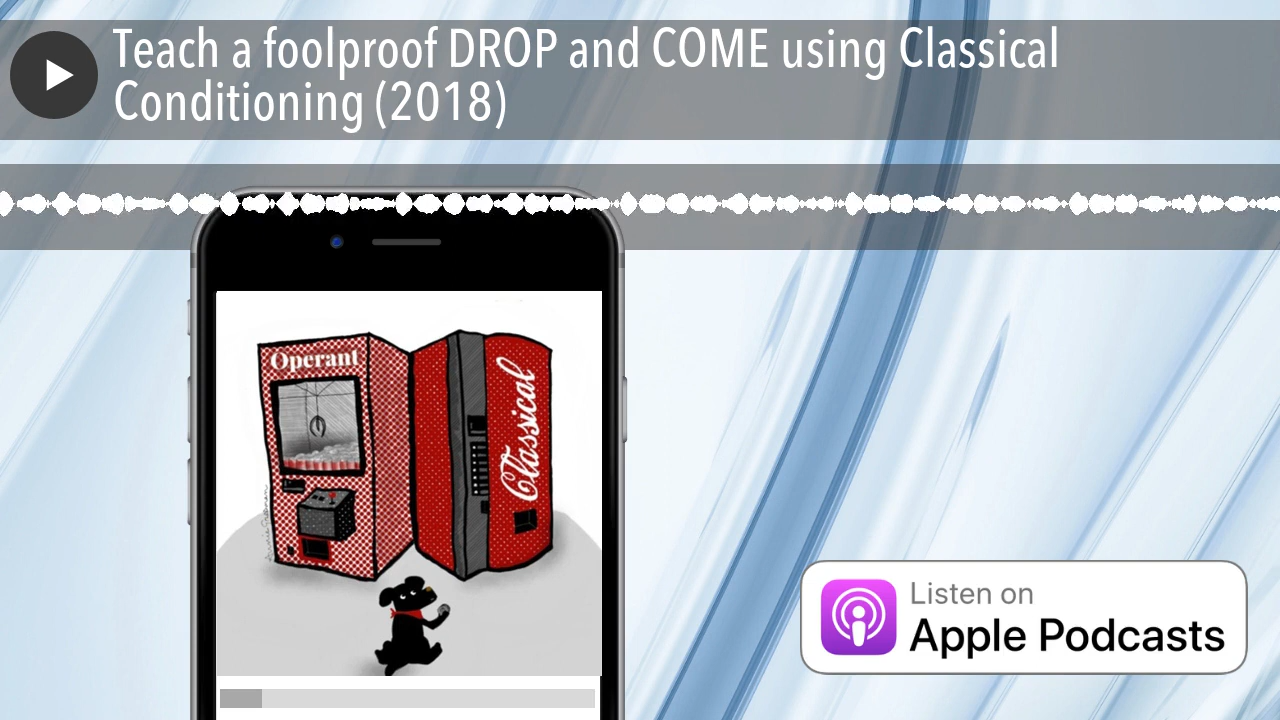 Teach a foolproof DROP and COME using Classical
Conditioning (2018)
Operant
Classical
Listen on
Apple Podcasts